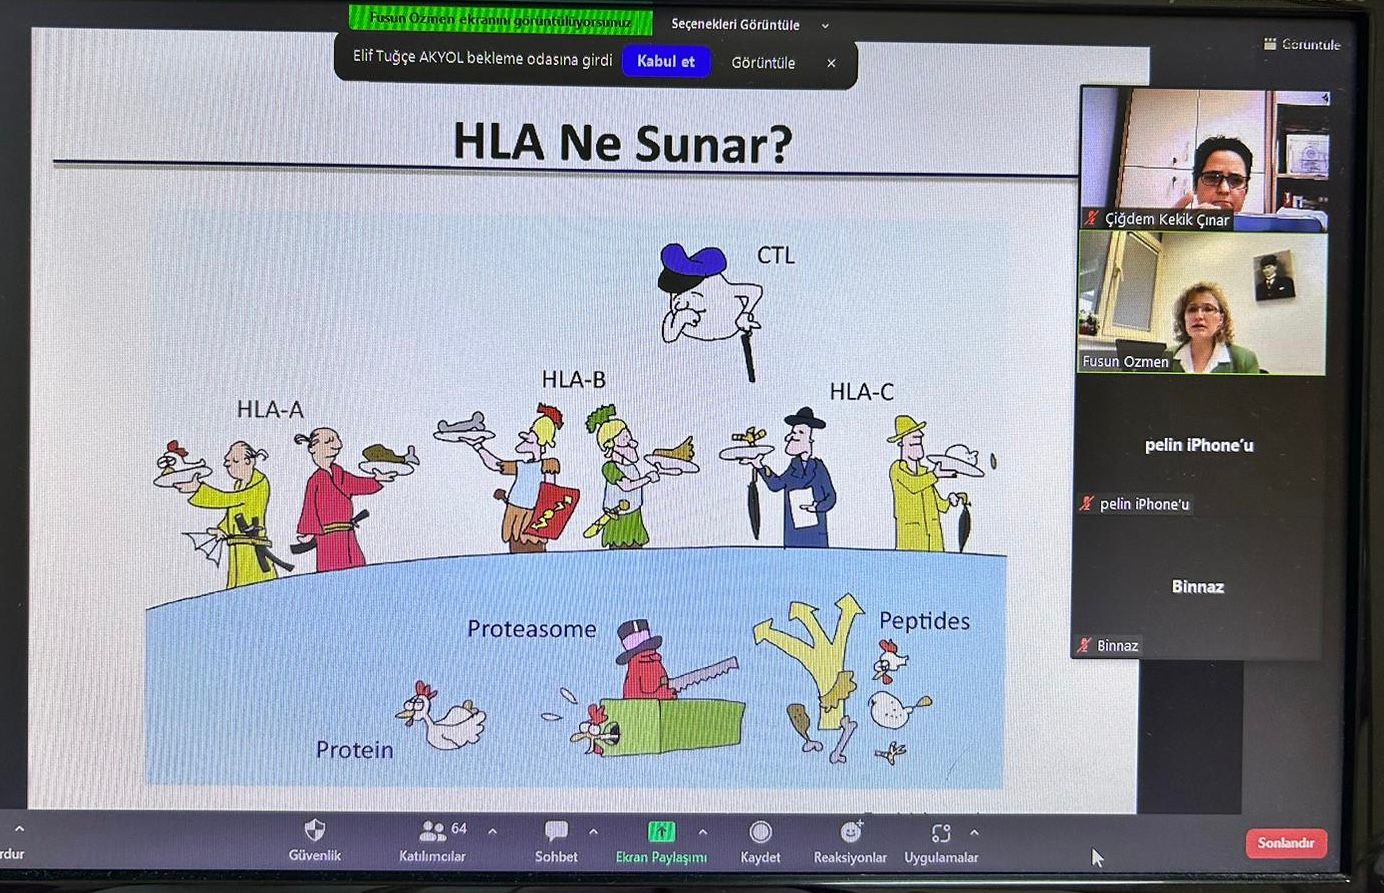 Fusun Ozmen ekranını görüntülüyorsunuz
Seçenekleri Görüntüle
Görüntüle
Elif Tuğçe AKYOL bekleme odasına girdi
Kabul et
Görüntüle
HLA Ne Sunar?
Çiğdem Kekik Çınar
CTL
Fusun Ozmen
HLA-B
HLA-C
HLA-A
pelin iPhone'u
pelin iPhone'u
Binnaz
Binnaz
Proteasome
Peptides
Protein
64
rdur
Güvenlik
Katılımcılar
Sohbet
Ekran Paylaşımı
Kaydet
Reaksiyonlar
Uygulamalar
Sonlandır